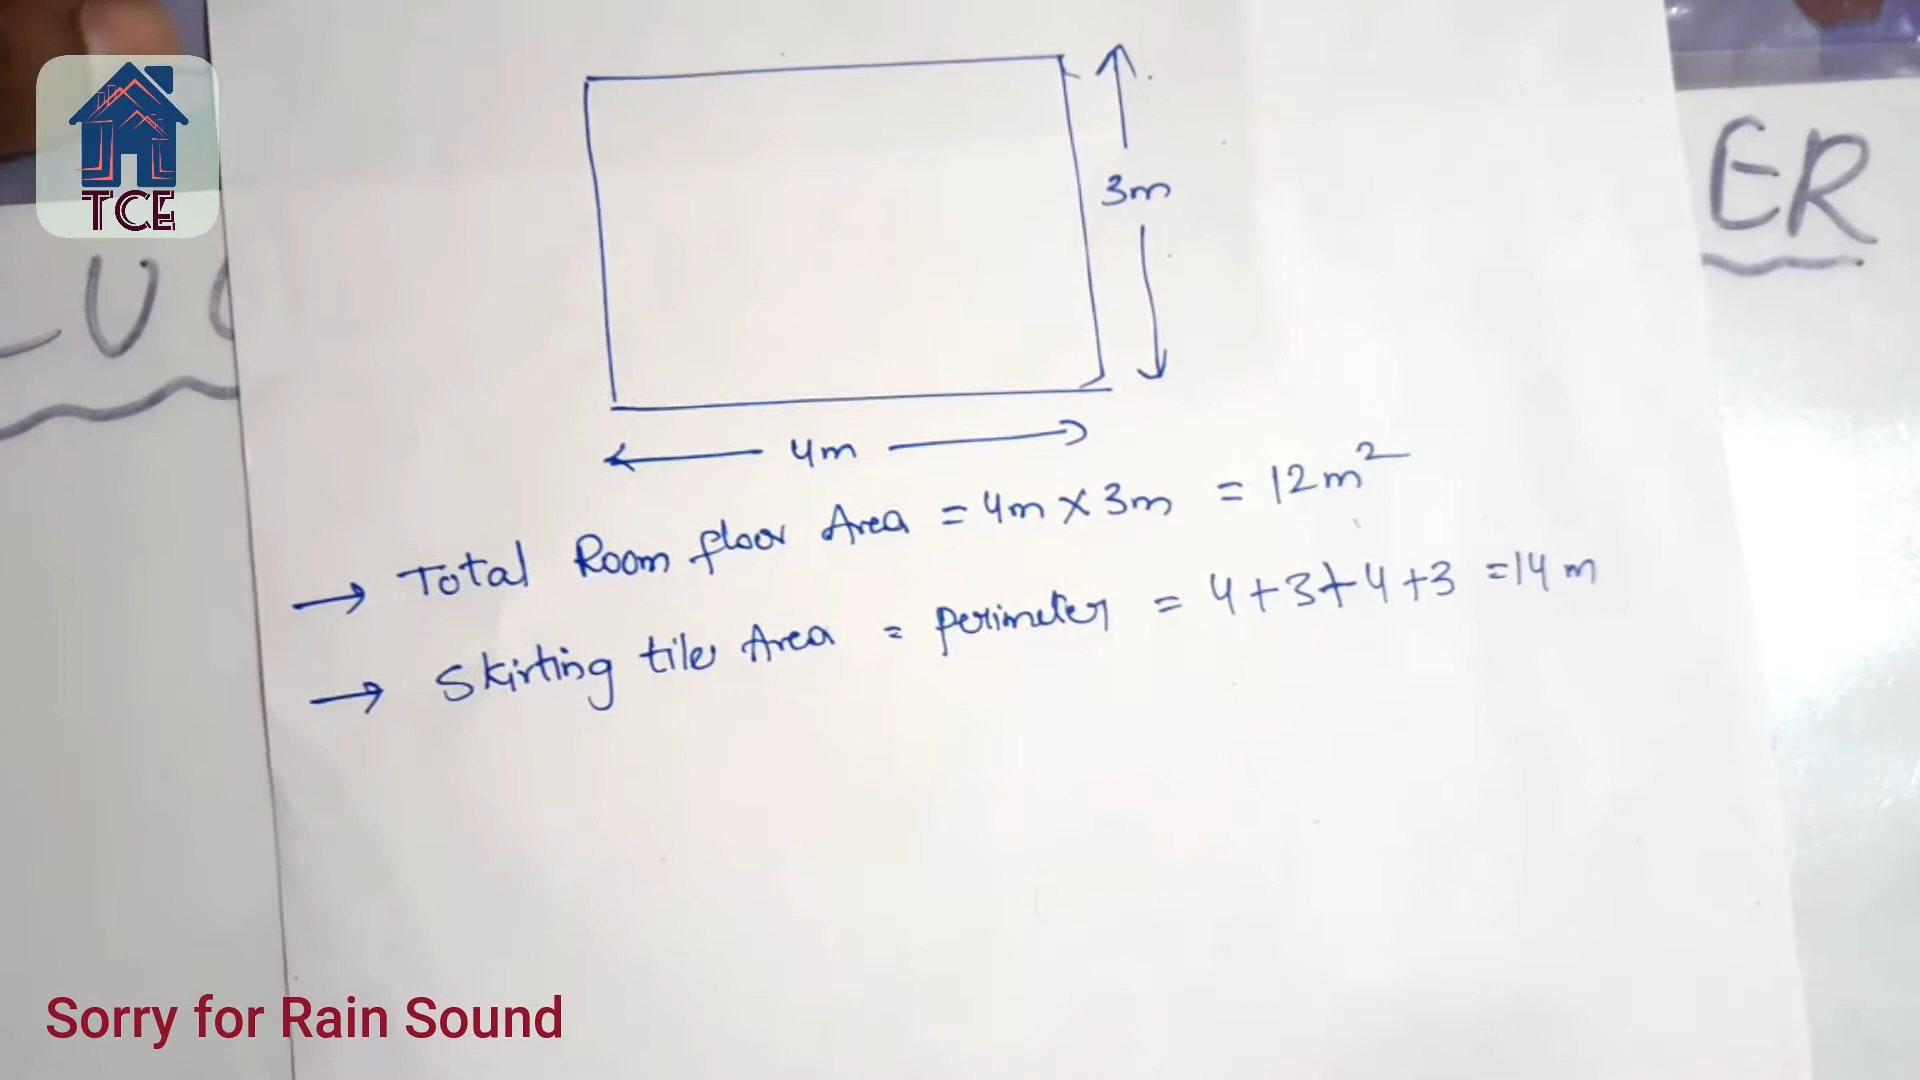 TCE
ER
3m
4m
→ Total Room floor Area = 4m × 3m = 12m²
→ Skirting tile Area = perimeter = 4+3+4+3 =14 m
Sorry for Rain Sound